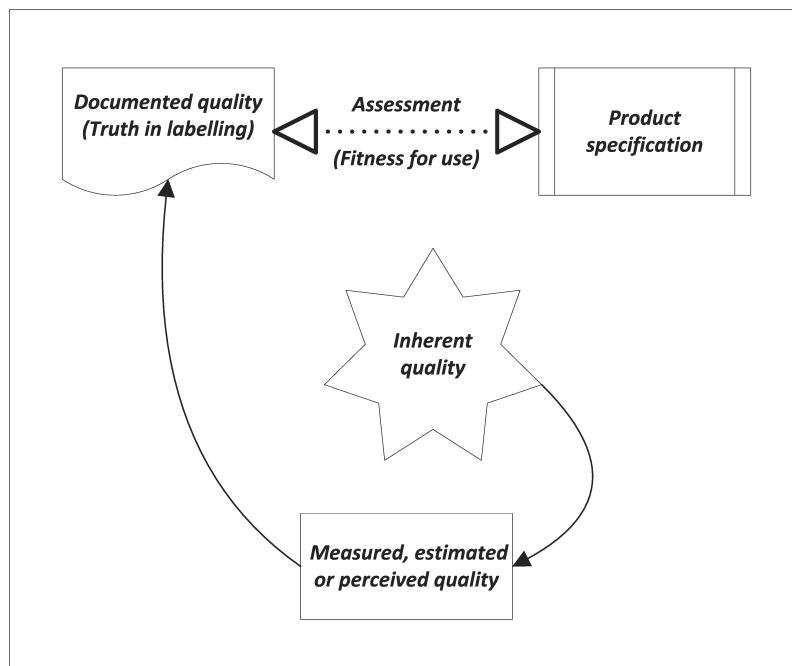 Documented quality
(Truth in labelling)
Assessment
(Fitness for use)
Product
specification
Inherent
quality
Measured, estimated
or perceived quality